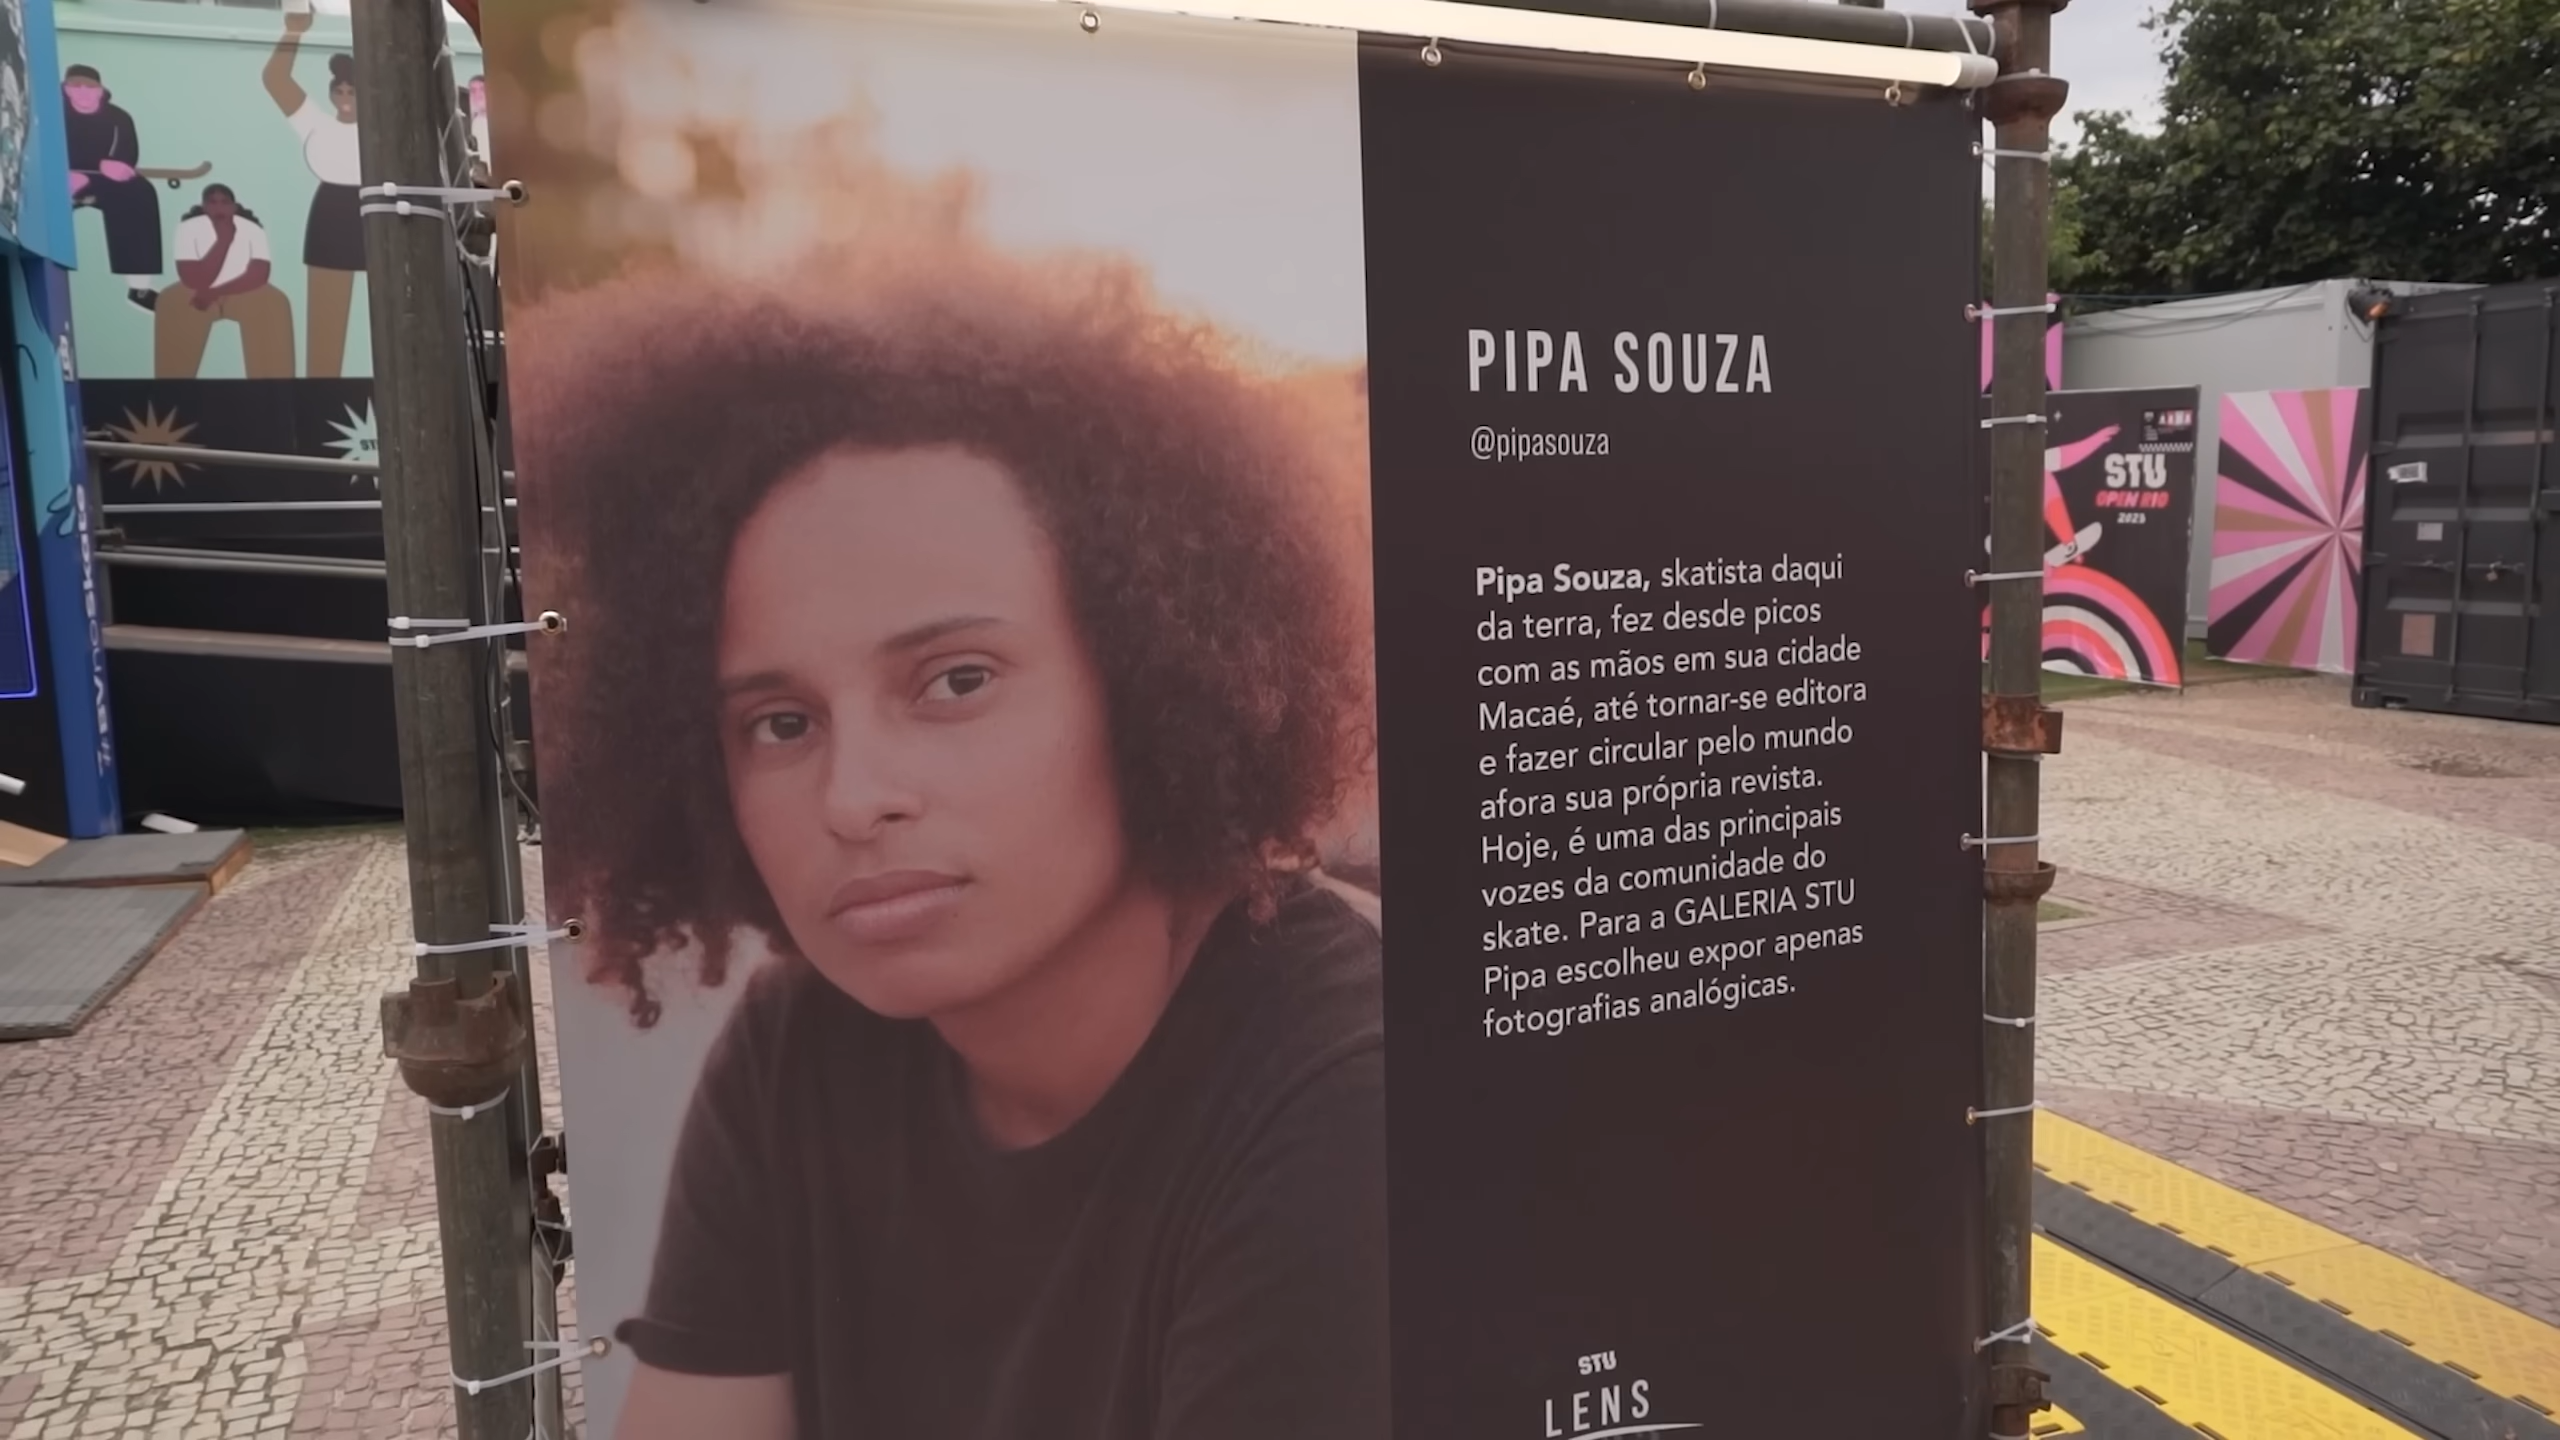 PIPA SOUZA
@pipasouza
Pipa Souza, skatista daqui
da terra, fez desde picos
com as mãos em sua cidade
Macaé, até tornar-se editora
e fazer circular pelo mundo
afora sua própria revista.
Hoje, é uma das principais
vozes da comunidade do
skate. Para a GALERIA STU
Pipa escolheu expor apenas
fotografias analógicas.
STU
LENS
STU
OPEN RIO
2023